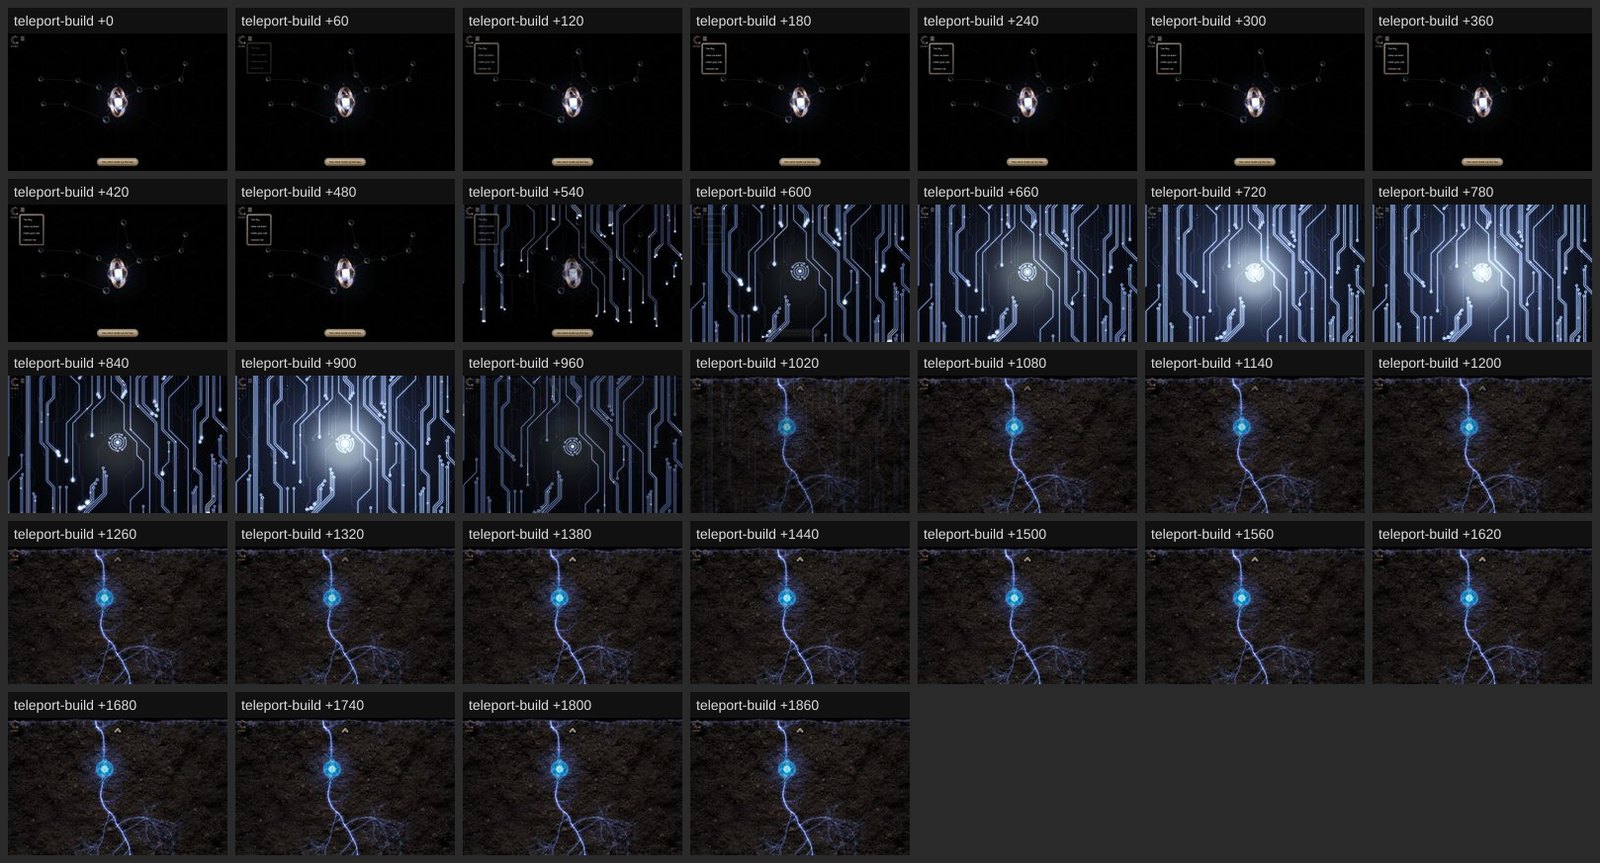 teleport-build +0
teleport-build +60
teleport-build +120
teleport-build +180
teleport-build +240
teleport-build +300
teleport-build +360
teleport-build +420
teleport-build +480
teleport-build +540
teleport-build +600
teleport-build +660
teleport-build +720
teleport-build +780
teleport-build +840
teleport-build +900
teleport-build +960
teleport-build +1020
teleport-build +1080
teleport-build +1140
teleport-build +1200
teleport-build +1260
teleport-build +1320
teleport-build +1380
teleport-build +1440
teleport-build +1500
teleport-build +1560
teleport-build +1620
teleport-build +1680
teleport-build +1740
teleport-build +1800
teleport-build +1860